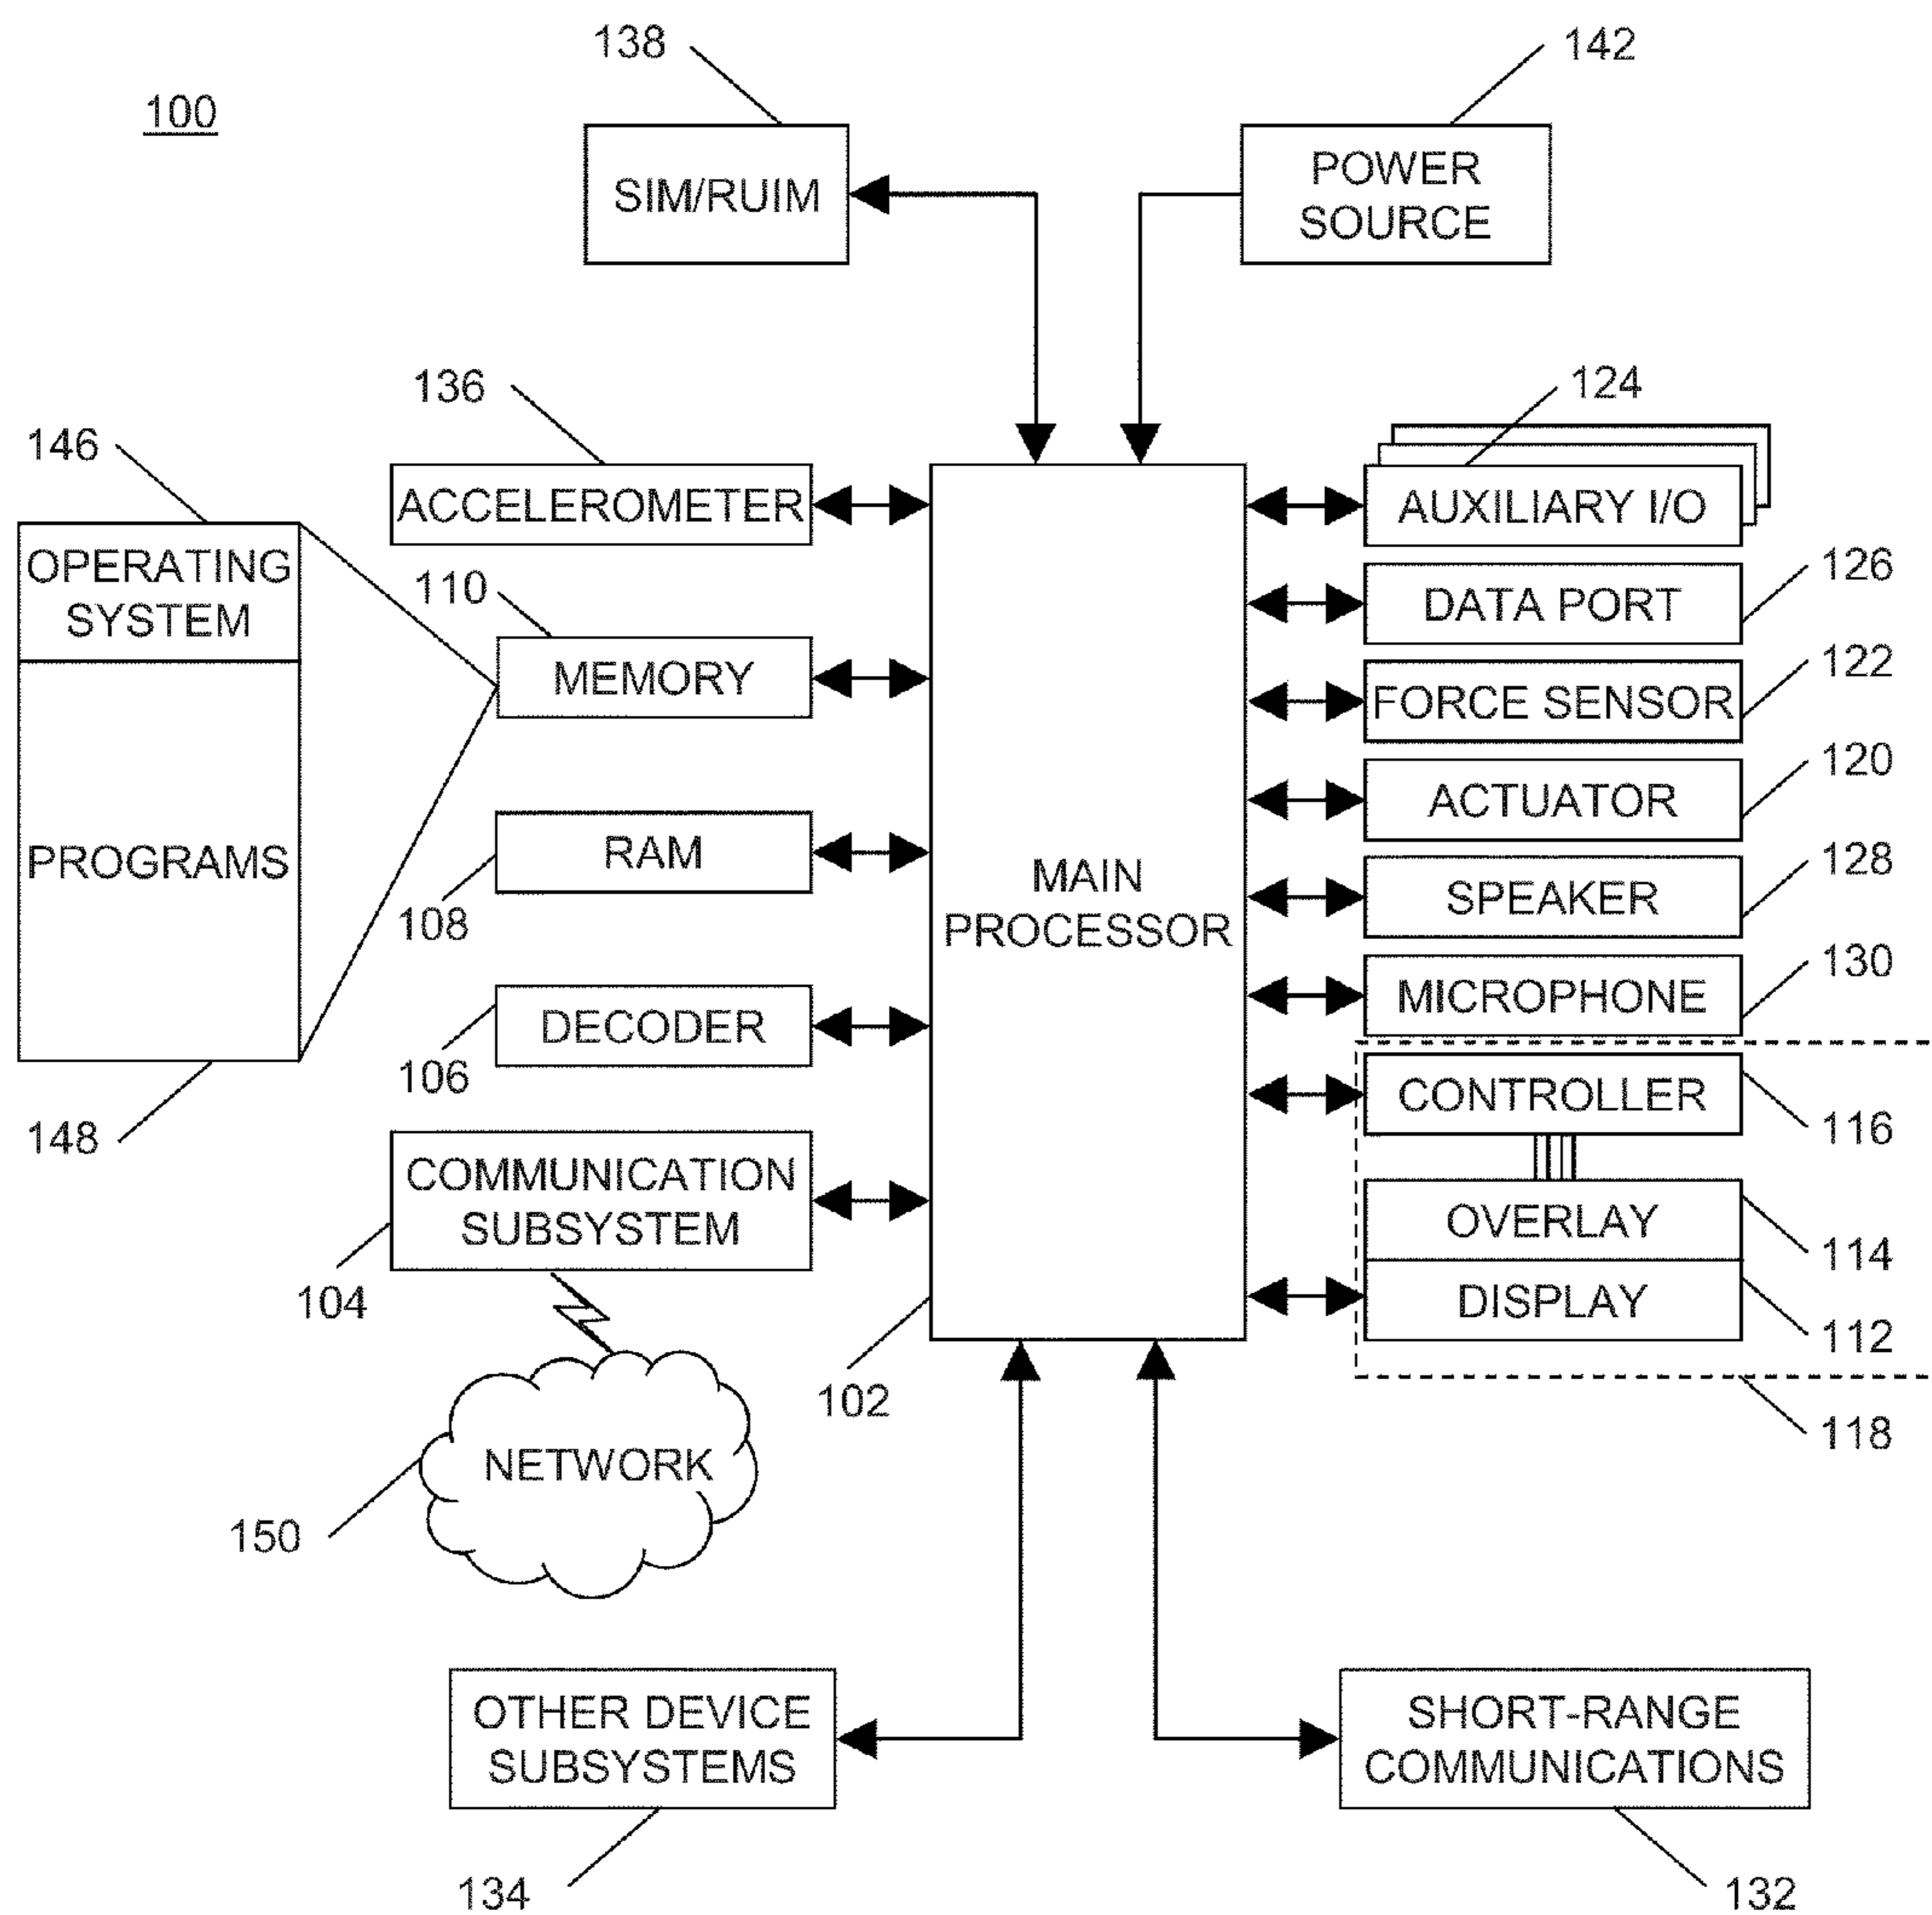 138
142
100
SIM/RUIM
POWER
SOURCE
136
124
146
ACCELEROMETER
AUXILIARY I/O
OPERATING
SYSTEM
110
DATA PORT
126
MEMORY
FORCE SENSOR
122
PROGRAMS
RAM
108
ACTUATOR
120
MAIN
PROCESSOR
SPEAKER
128
MICROPHONE
130
DECODER
106
CONTROLLER
116
148
COMMUNICATION
SUBSYSTEM
104
OVERLAY
114
DISPLAY
112
102
118
NETWORK
150
OTHER DEVICE
SUBSYSTEMS
SHORT-RANGE
COMMUNICATIONS
134
132